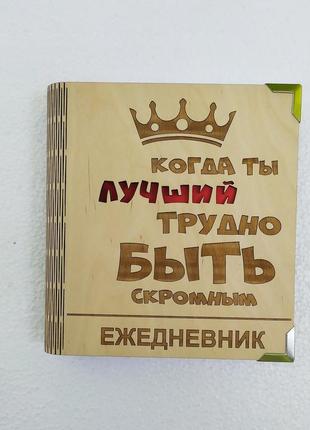 КОГДА ТЫ
ЛУЧШИЙ
ТРУДНО
БЫТЬ
СКРОМНЫМ
ЕЖЕДНЕВНИК